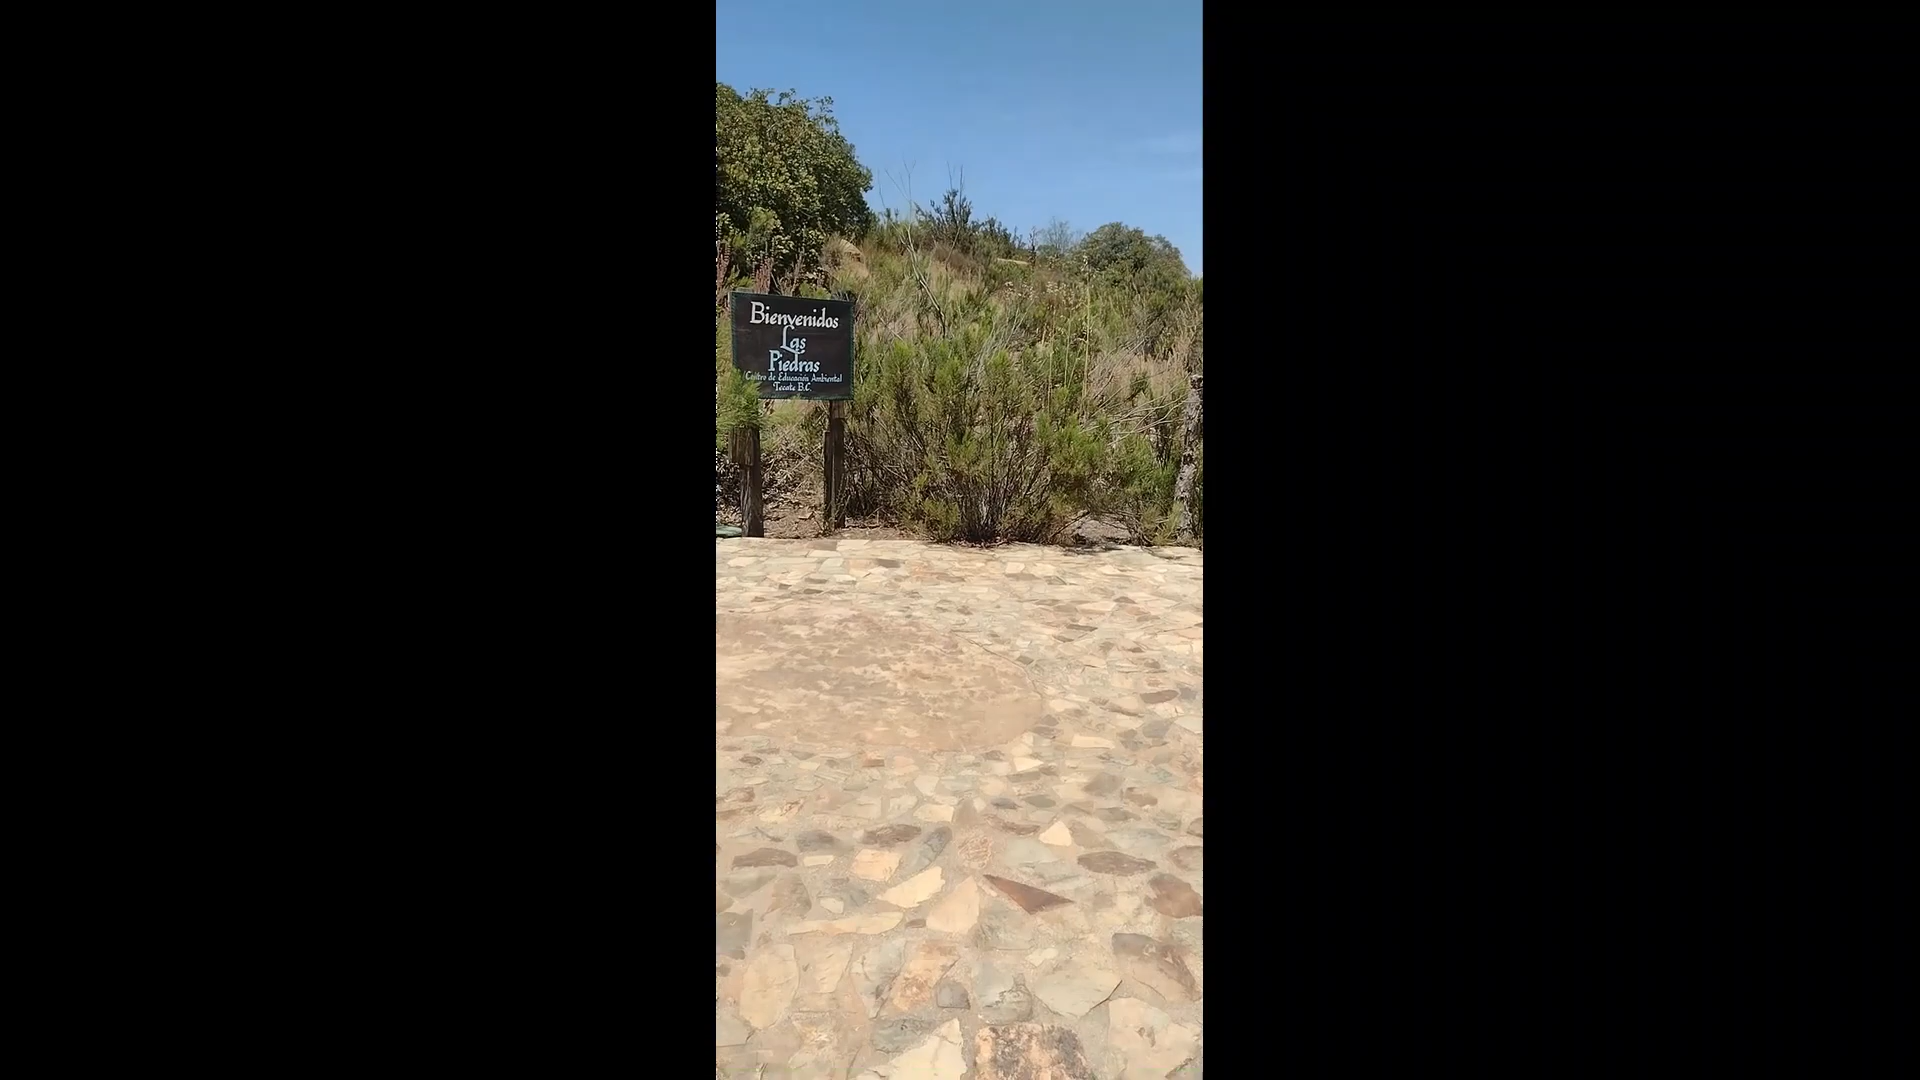 Bienvenidos
Las
Piedras
Centro de Educación Ambiental
Tecate B.C.